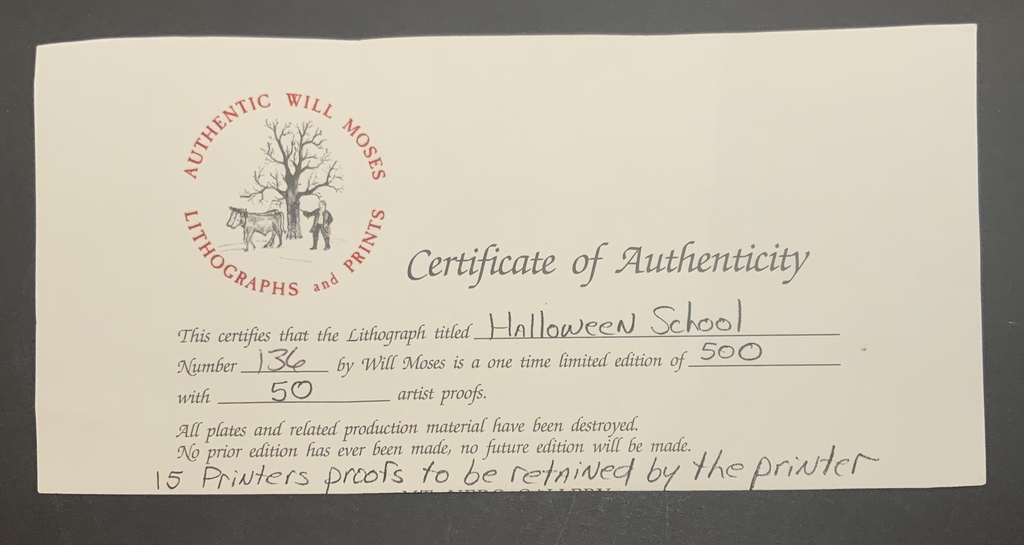 AUTHENTIC WILL MOSES
LITHOGRAPHS and PRINTS
Certificate of Authenticity
This certifies that the Lithograph titled Halloween School
Number 136 by Will Moses is a one time limited edition of 500
with 50 artist proofs.
All plates and related production material have been destroyed.
No prior edition has ever been made, no future edition will be made.
15 Printers proofs to be retained by the printer